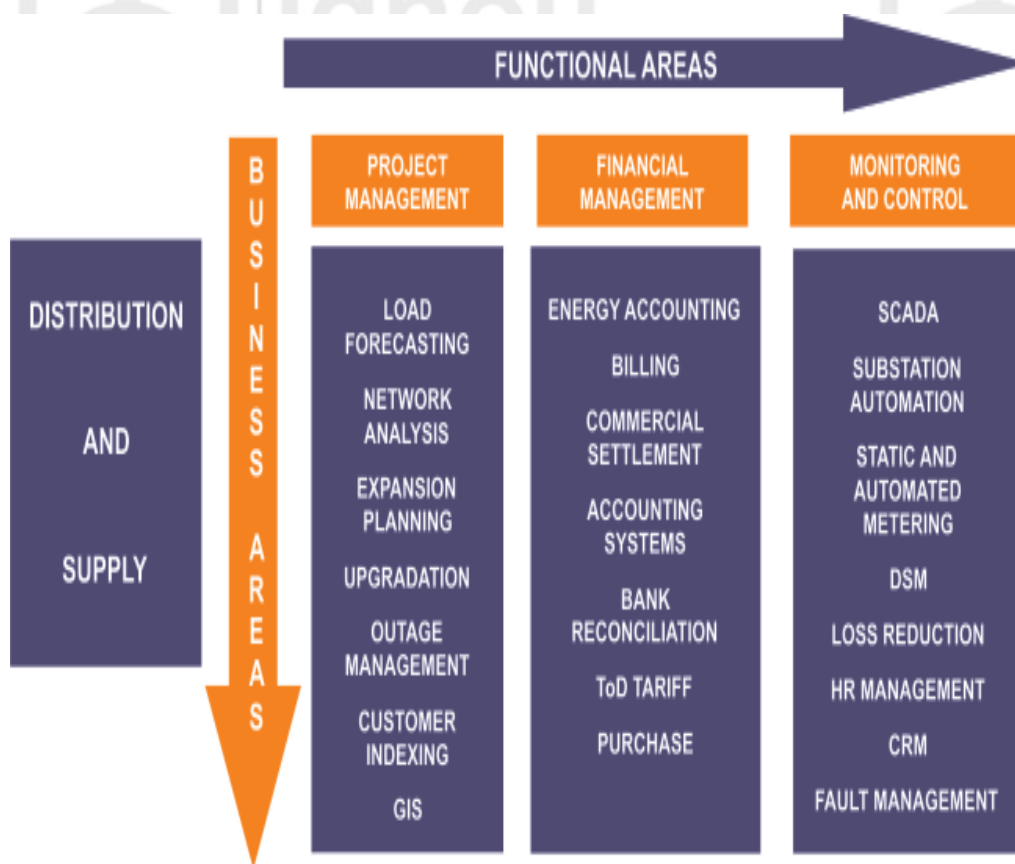 FUNCTIONAL AREAS
BUSINESS AREAS
DISTRIBUTION
AND
SUPPLY
PROJECT
MANAGEMENT
LOAD
FORECASTING
NETWORK
ANALYSIS
EXPANSION
PLANNING
UPGRADATION
OUTAGE
MANAGEMENT
CUSTOMER
INDEXING
GIS
FINANCIAL
MANAGEMENT
ENERGY ACCOUNTING
BILLING
COMMERCIAL
SETTLEMENT
ACCOUNTING
SYSTEMS
BANK
RECONCILIATION
ToD TARIFF
PURCHASE
MONITORING
AND CONTROL
SCADA
SUBSTATION
AUTOMATION
STATIC AND
AUTOMATED
METERING
DSM
LOSS REDUCTION
HR MANAGEMENT
CRM
FAULT MANAGEMENT